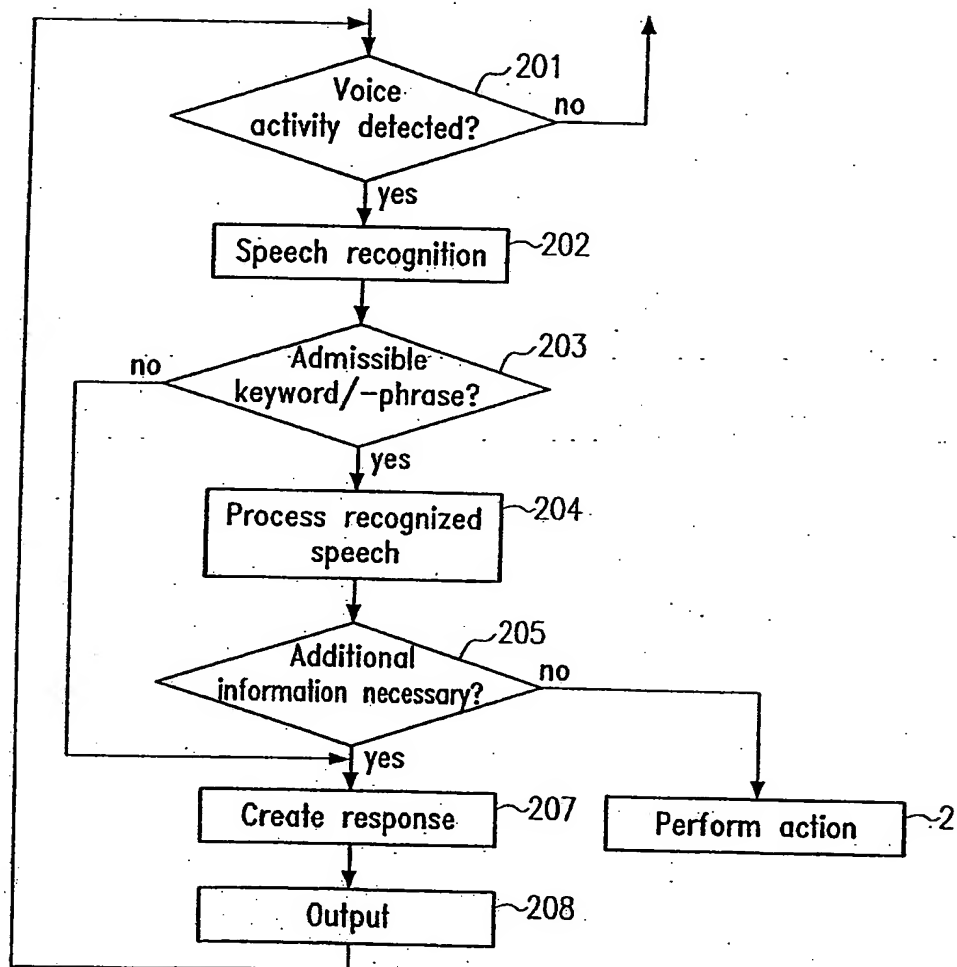 201
Voice
activity detected?
no
yes
Speech recognition
202
203
no
Admissible
keyword/-phrase?
yes
Process recognized
speech
204
205
Additional
information necessary?
no
yes
Create response
207
Perform action
2
Output
208